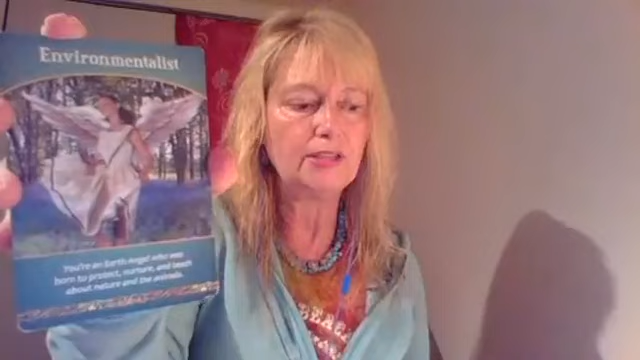 Environmentalist
You're an Earth Angel who was
born to protect, nurture, and teach
about nature and the animals.